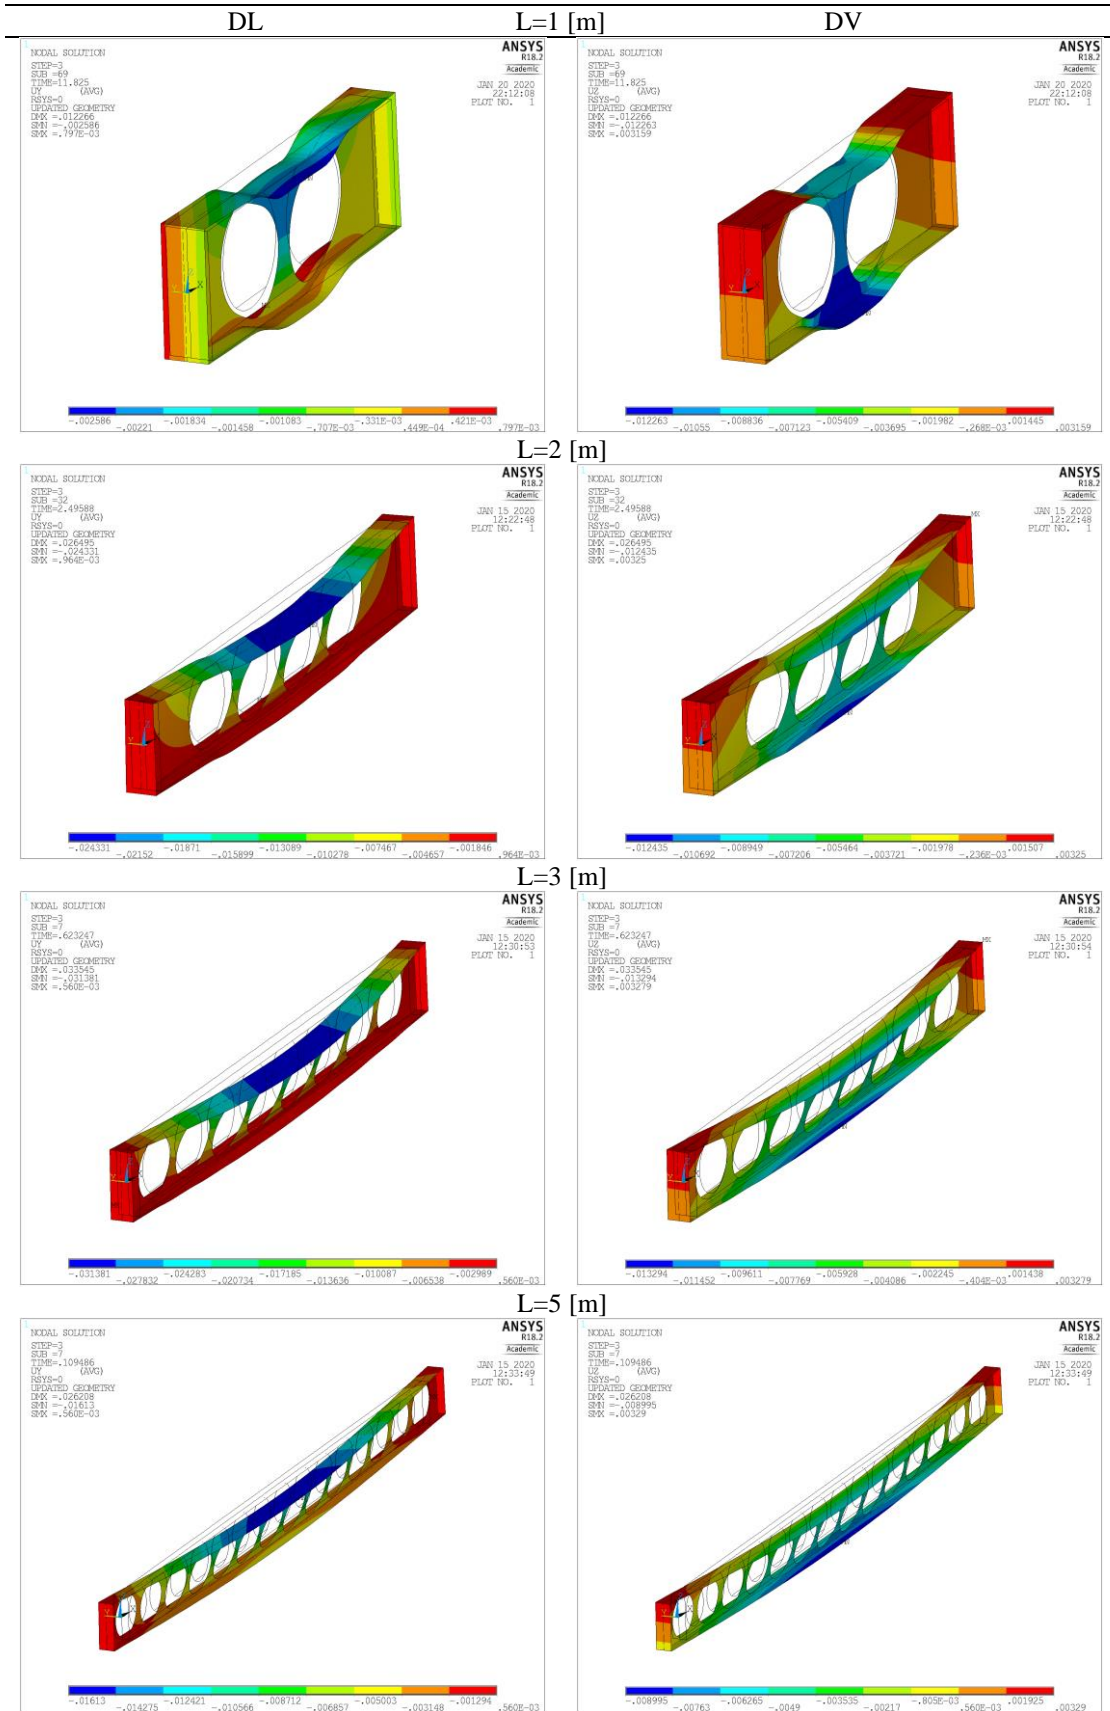 DL L=1 [m] DV
1
NODAL SOLUTION
STEP=3
SUB =69
TIME=11.825
UY (AVG)
RSYS=0
UPDATED GEOMETRY
DMX =.012266
SMN =-.002586
SMX =.797E-03
ANSYS
R18.2
Academic
JAN 20 2020
22:12:08
PLOT NO. 1
Z
Y X
-.002586 -.001834 -.001083 -.331E-03 .421E-03
-.00221 -.001458 -.707E-03 .449E-04 .797E-03
NODAL SOLUTION
STEP=3
SUB =69
TIME=11.825
UZ (AVG)
RSYS=0
UPDATED GEOMETRY
DMX =.012266
SMN =-.012263
SMX =.003159
ANSYS
R18.2
Academic
JAN 20 2020
22:12:08
PLOT NO. 1
Z
Y X
-.012263 -.008836 -.005409 -.001982 .001445
-.01055 -.007123 -.003695 -.268E-03 .003159
L=2 [m]
1
NODAL SOLUTION
STEP=3
SUB =32
TIME=2.49588
UY (AVG)
RSYS=0
UPDATED GEOMETRY
DMX =.026495
SMN =-.024331
SMX =.964E-03
ANSYS
R18.2
Academic
JAN 15 2020
12:22:48
PLOT NO. 1
Z
Y X
-.024331 -.01871 -.013089 -.007467 -.001846
-.02152 -.015899 -.010278 -.004657 .964E-03
1
NODAL SOLUTION
STEP=3
SUB =32
TIME=2.49588
UZ (AVG)
RSYS=0
UPDATED GEOMETRY
DMX =.026495
SMN =-.012435
SMX =.00325
ANSYS
R18.2
Academic
JAN 15 2020
12:22:48
PLOT NO. 1
MX
Z
Y X
-.012435 -.008949 -.005464 -.001978 .001507
-.010692 -.007206 -.003721 -.236E-03 .00325
L=3 [m]
1
NODAL SOLUTION
STEP=3
SUB =7
TIME=.623247
UY (AVG)
RSYS=0
UPDATED GEOMETRY
DMX =.033545
SMN =-.031381
SMX =.560E-03
ANSYS
R18.2
Academic
JAN 15 2020
12:30:53
PLOT NO. 1
Y X
-.031381 -.024283 -.017185 -.010087 -.002989
-.027832 -.020734 -.013636 -.006538 .560E-03
1
NODAL SOLUTION
STEP=3
SUB =7
TIME=.623247
UZ (AVG)
RSYS=0
UPDATED GEOMETRY
DMX =.033545
SMN =-.013294
SMX =.003279
ANSYS
R18.2
Academic
JAN 15 2020
12:30:54
PLOT NO. 1
MX
Y X
-.013294 -.009611 -.005928 -.002245 .001438
-.011452 -.007769 -.004086 -.404E-03 .003279
L=5 [m]
1
NODAL SOLUTION
STEP=3
SUB =7
TIME=.109486
UY (AVG)
RSYS=0
UPDATED GEOMETRY
DMX =.026208
SMN =-.01613
SMX =.560E-03
ANSYS
R18.2
Academic
JAN 15 2020
12:33:49
PLOT NO. 1
Y X
-.01613 -.012421 -.008712 -.005003 -.001294
-.014275 -.010566 -.006857 -.003148 .560E-03
1
NODAL SOLUTION
STEP=3
SUB =7
TIME=.109486
UZ (AVG)
RSYS=0
UPDATED GEOMETRY
DMX =.026208
SMN =-.008995
SMX =.00329
ANSYS
R18.2
Academic
JAN 15 2020
12:33:49
PLOT NO. 1
Y X
-.008995 -.006265 -.003535 -.805E-03 .001925
-.00763 -.0049 -.00217 .560E-03 .00329